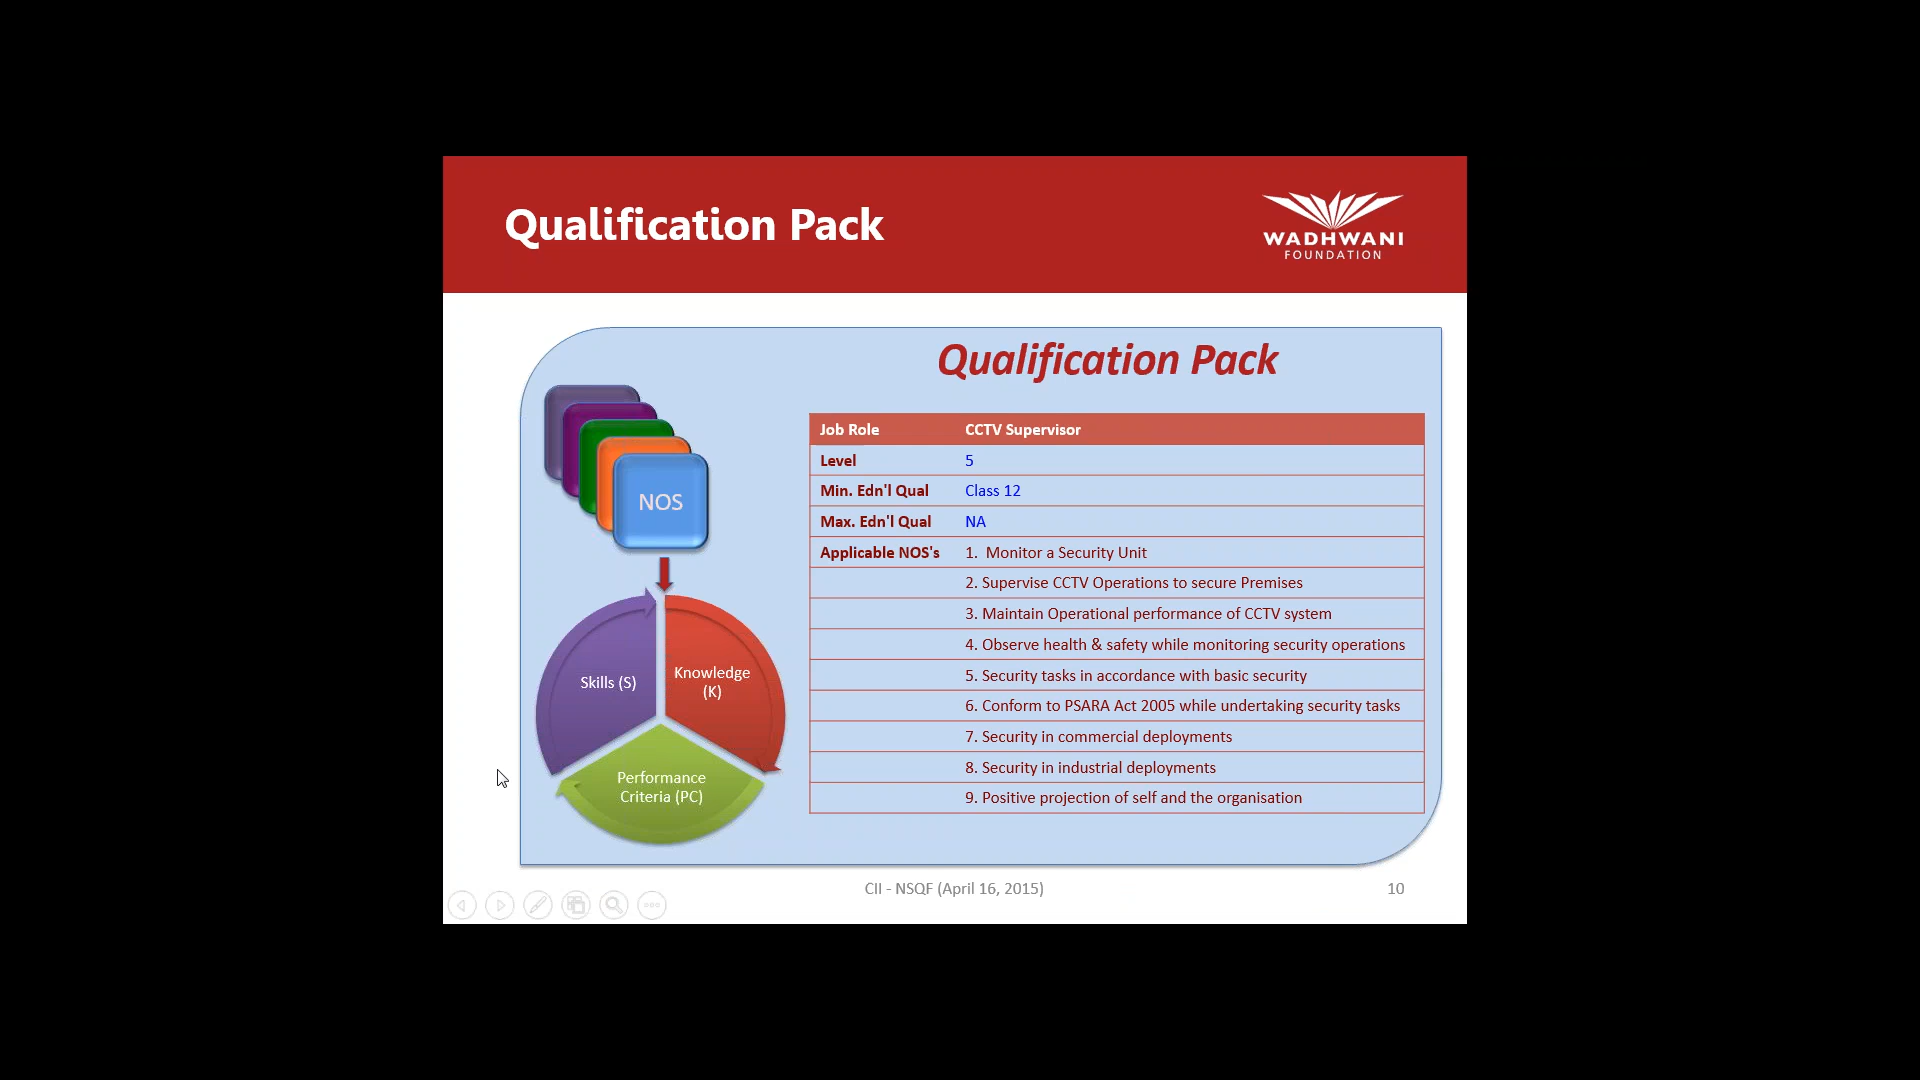 Qualification Pack
WADHWANI
FOUNDATION
Qualification Pack
NOS
Skills (S)
Knowledge
(K)
Performance
Criteria (PC)
Job Role CCTV Supervisor
Level 5
Min. Edn'l Qual Class 12
Max. Edn'l Qual NA
Applicable NOS's 1. Monitor a Security Unit
2. Supervise CCTV Operations to secure Premises
3. Maintain Operational performance of CCTV system
4. Observe health & safety while monitoring security operations
5. Security tasks in accordance with basic security
6. Conform to PSARA Act 2005 while undertaking security tasks
7. Security in commercial deployments
8. Security in industrial deployments
9. Positive projection of self and the organisation
CII - NSQF (April 16, 2015)
10